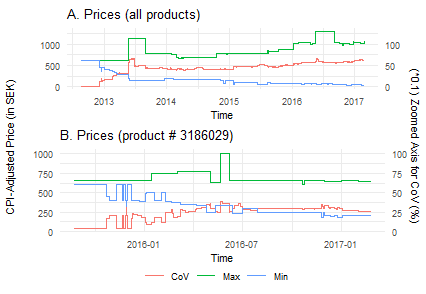 A. Prices (all products)
1000
500
0
100
50
0
2013 2014 2015 2016 2017
Time
CPI-Adjusted Price (in SEK)
(*0.1) Zoomed Axis for CoV (%)
B. Prices (product # 3186029)
1000
750
500
250
0
100
75
50
25
0
2016-01 2016-07 2017-01
Time
CoV Max Min